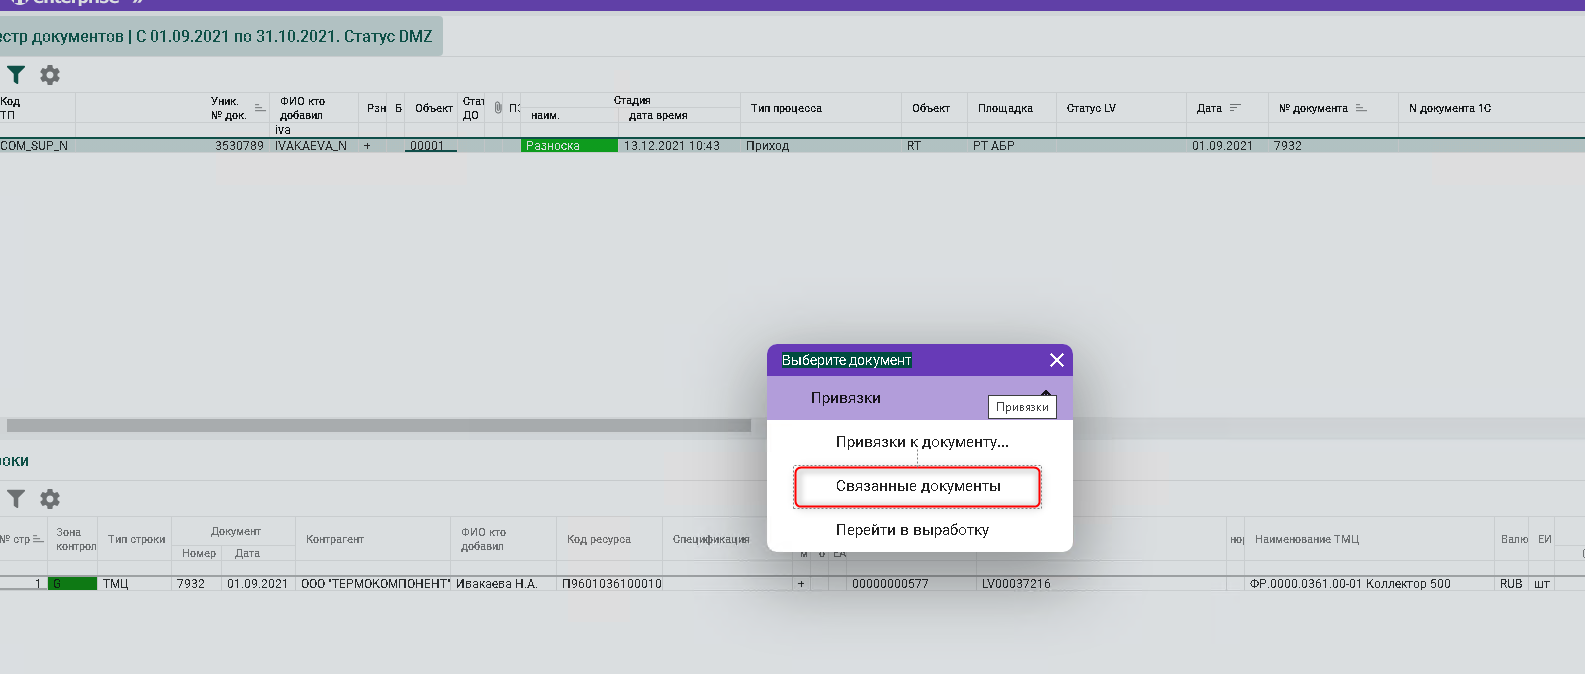 enterprise »
естр документов | С 01.09.2021 по 31.10.2021. Статус DMZ
Код ТП
Уник. № док.
ФИО кто добавил
Рзн
Б
Объект
Стат ДО
ПЗ
Стадия
наим.
дата время
Тип процесса
Объект
Площадка
Статус LV
Дата
№ документа
N документа 1С
iva
COM_SUP_N 3530789 IVAKAEVA_N + 00001 Разноска 13.12.2021 10:43 Приход RT РТ АБР 01.09.2021 7932
Выберите документ
Привязки
Привязки
Привязки к документу...
Связанные документы
Перейти в выработку
оки
№ стр
Зона контрол
Тип строки
Документ
Номер
Дата
Контрагент
ФИО кто добавил
Код ресурса
Спецификация
нор
Наименование ТМЦ
Валю
ЕИ
1 G ТМЦ 7932 01.09.2021 ООО "ТЕРМОКОМПОНЕНТ" Ивакаева Н.А. П9601036100010 + 00000000577 LV00037216 ФР.0000.0361.00-01 Коллектор 500 RUB шт